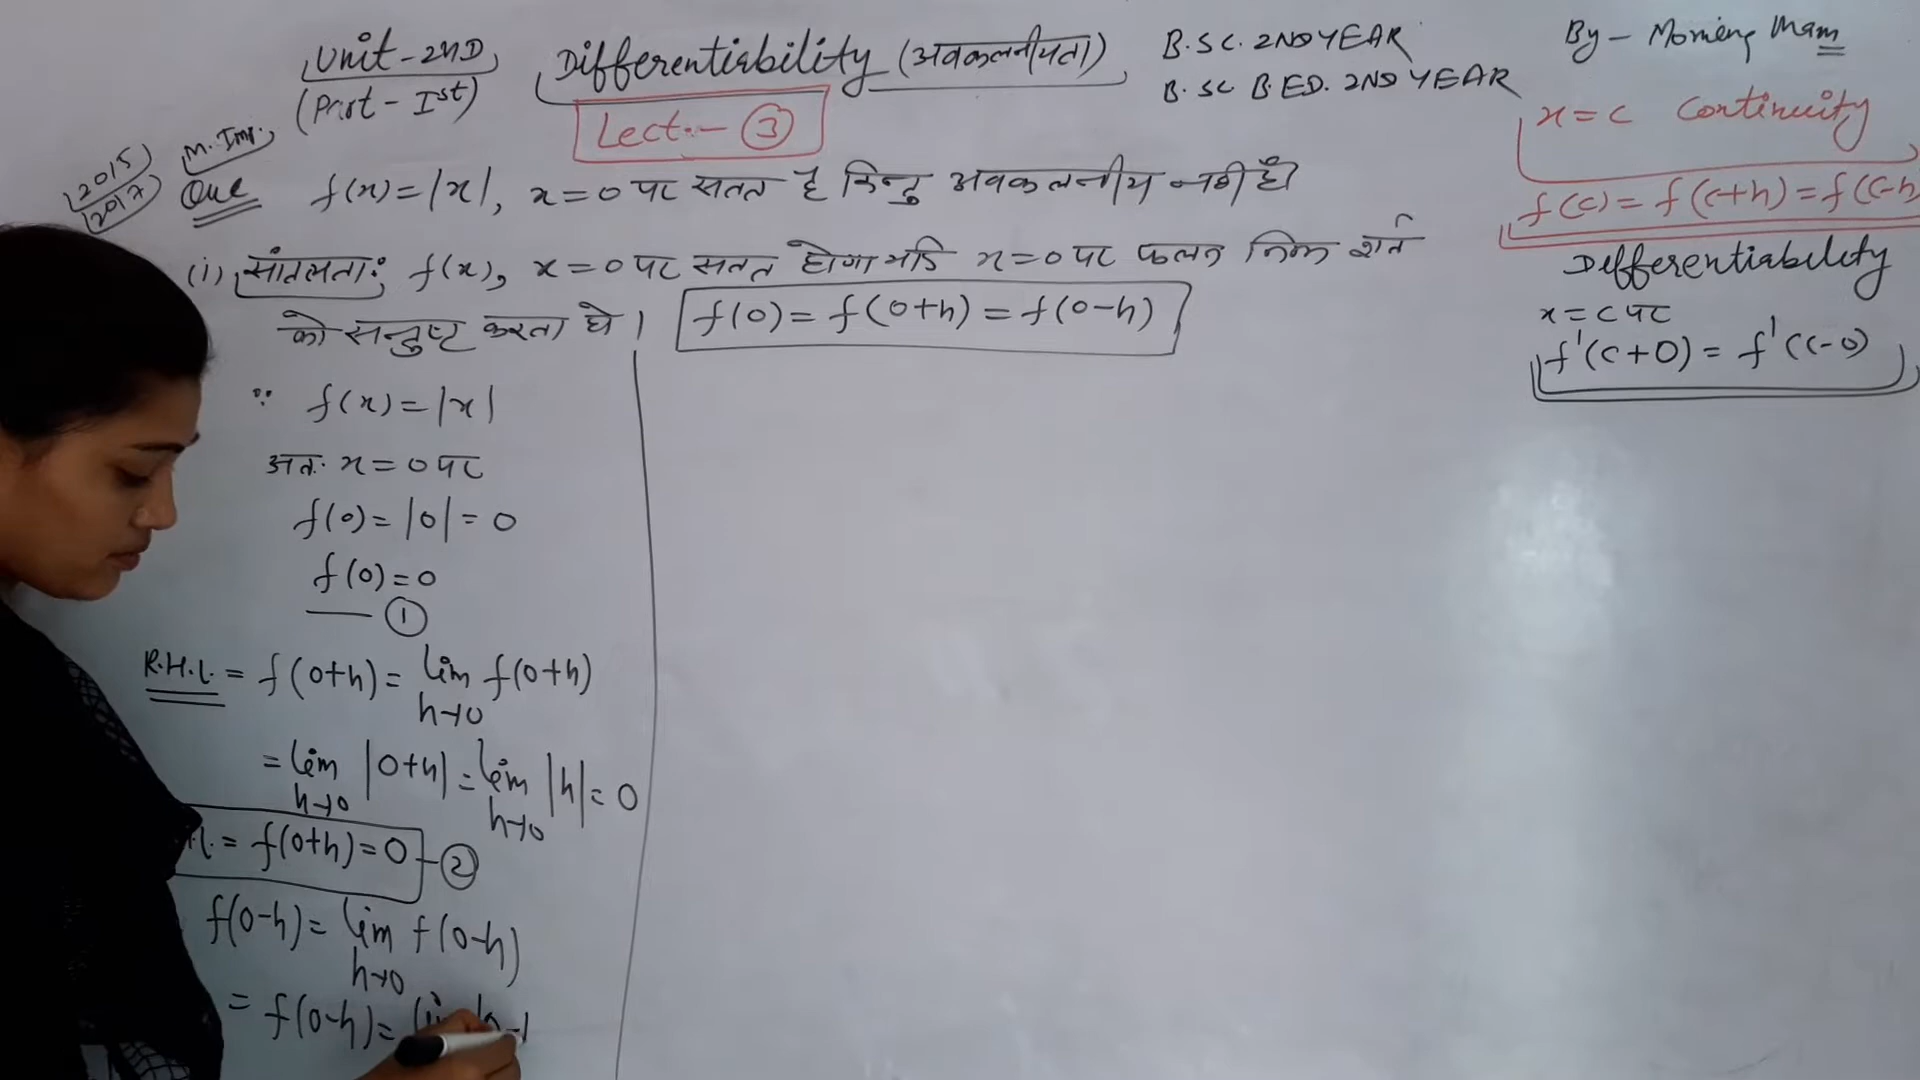 Unit-2ND
(Part-Ist)
Differentiability (अवकलनीयता)
Lect.- ③
B.SC. 2ND YEAR
B.SC B.ED. 2ND YEAR
By- Mam
x=c Continuity
f(c) = f(c+h) = f(c-h
Differentiability
x=c पर
f'(c+0) = f'(c-0)
2015
2017
M. Imp.
Que f(x)=|x|, x=0 पर सतत है किन्तु अवकलनीय नही है।
(i) सांतलता: f(x), x=0 पर सतत होगा यदि x=0 पर फलन निम्न शर्त
को सन्तुष्ट करता हो। f(0) = f(0+h) = f(0-h)
∵ f(x)=|x|
अतः x=0 पर
f(0)=|0|=0
f(0)=0
— ①
R.H.L. = f(0+h) = lim f(0+h)
h→0
= lim |0+h| = lim |h| = 0
h→0 h→0
L = f(0+h)=0 - ②
f(0-h) = lim f(0-h)
h→0
= f(0-h)=